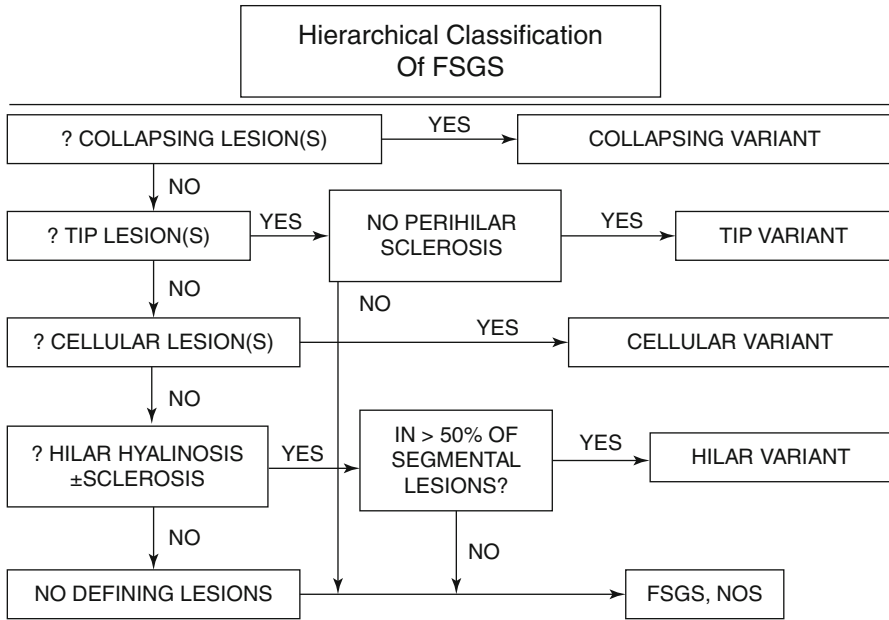 Hierarchical Classification
Of FSGS
? COLLAPSING LESION(S)
YES
COLLAPSING VARIANT
NO
? TIP LESION(S)
YES
NO PERIHILAR
SCLEROSIS
YES
TIP VARIANT
NO
NO
? CELLULAR LESION(S)
YES
CELLULAR VARIANT
NO
? HILAR HYALINOSIS
±SCLEROSIS
YES
IN > 50% OF
SEGMENTAL
LESIONS?
YES
HILAR VARIANT
NO
NO
NO DEFINING LESIONS
FSGS, NOS